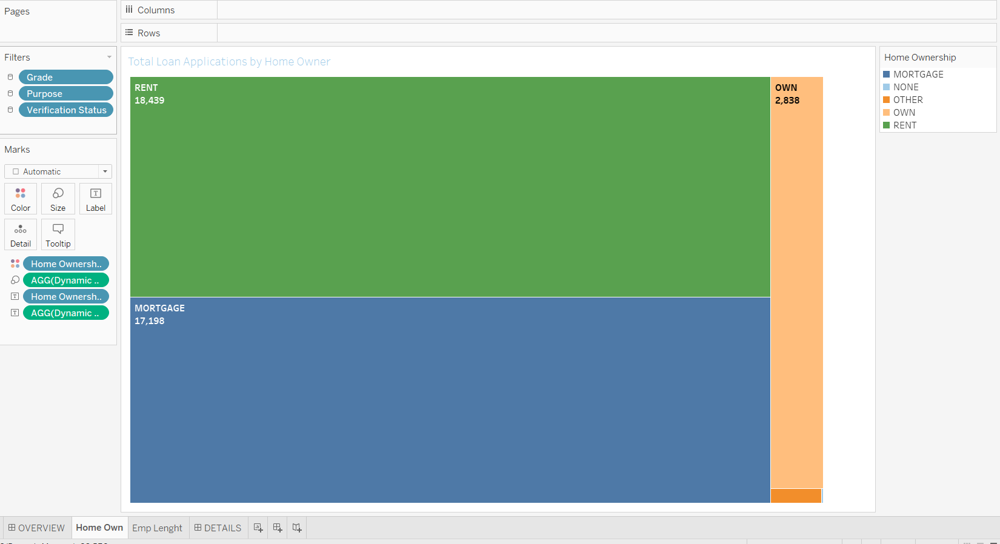 Pages
Columns
Rows
Filters
Grade
Purpose
Verification Status
Marks
Automatic
Color
Size
Label
Detail
Tooltip
Home Ownersh..
AGG(Dynamic ..
Home Ownersh..
AGG(Dynamic ..
Total Loan Applications by Home Owner
RENT
18,439
OWN
2,838
MORTGAGE
17,198
Home Ownership
MORTGAGE
NONE
OTHER
OWN
RENT
OVERVIEW
Home Own
Emp Lenght
DETAILS